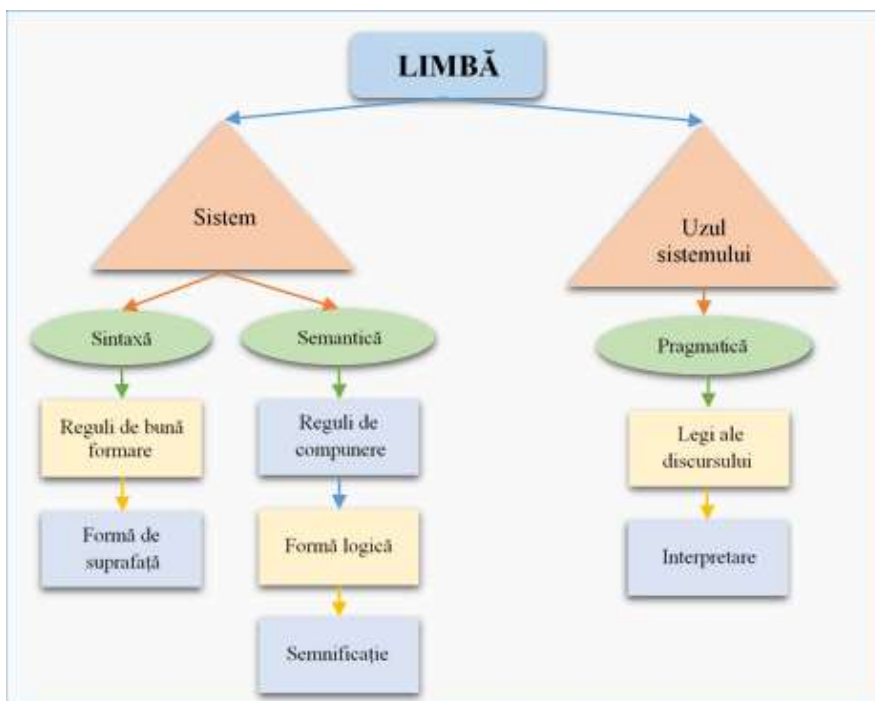 LIMBĂ
Sistem
Uzul
sistemului
Sintaxă
Semantică
Pragmatică
Reguli de bună
formare
Reguli de
compunere
Legi ale
discursului
Formă de
suprafață
Formă logică
Interpretare
Semnificație